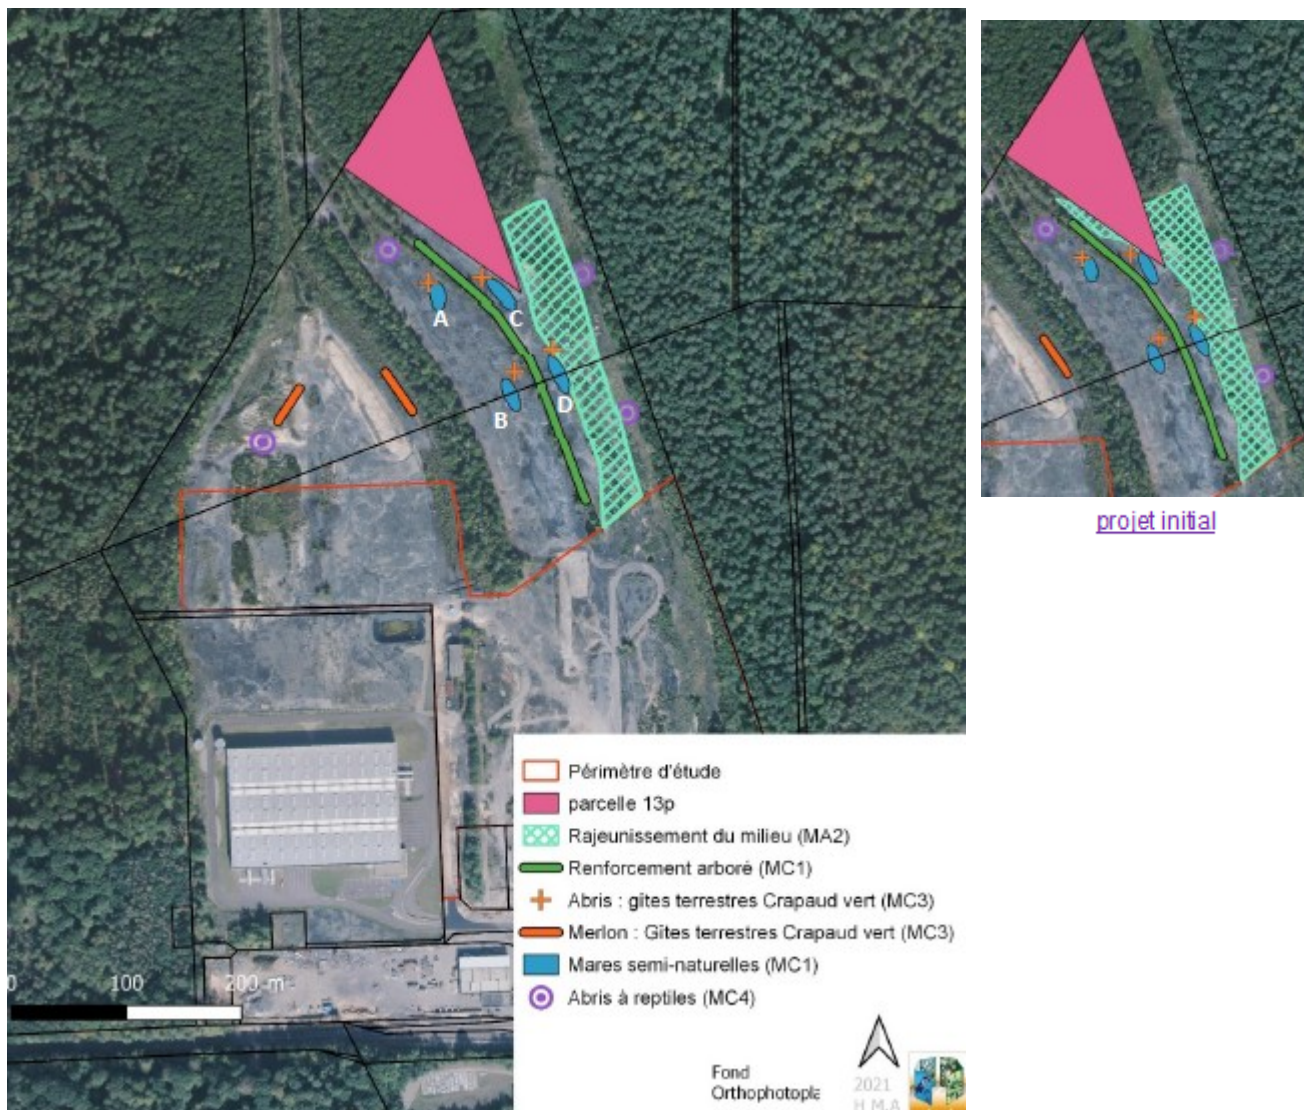 A
C
B
D
projet initial
Périmètre d'étude
parcelle 13p
Rajeunissement du milieu (MA2)
Renforcement arboré (MC1)
Abris : gîtes terrestres Crapaud vert (MC3)
Merlon : Gîtes terrestres Crapaud vert (MC3)
Mares semi-naturelles (MC1)
Abris à reptiles (MC4)
0 100 200 m
Fond
Orthophotopla
2021
H.M.A